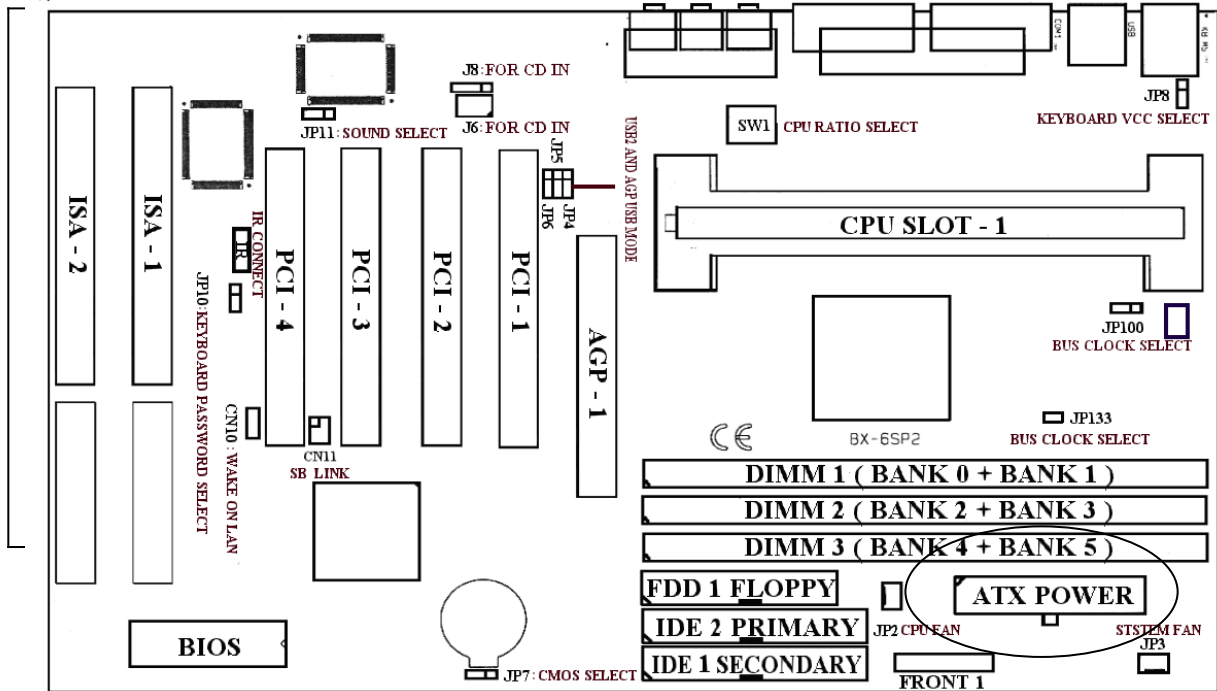 COM1
USB
KB MS
J8:FOR CD IN
JP8
KEYBOARD VCC SELECT
JP11:SOUND SELECT
J6:FOR CD IN
SW1 CPU RATIO SELECT
USB2 AND AGP USB MODE
JP5
JP6
JP4
ISA - 2
ISA - 1
IR CONNECT
IR
JP10:KEYBOARD PASSWORD SELECT
PCI - 4
PCI - 3
PCI - 2
PCI - 1
AGP - 1
CPU SLOT - 1
JP100
BUS CLOCK SELECT
CN10 : WAKE ON LAN
CN11
SB LINK
CE
BX-6SP2
JP133
BUS CLOCK SELECT
DIMM 1 ( BANK 0 + BANK 1 )
DIMM 2 ( BANK 2 + BANK 3 )
DIMM 3 ( BANK 4 + BANK 5 )
FDD 1 FLOPPY
ATX POWER
IDE 2 PRIMARY
JP2 CPU FAN
STSTEM FAN
JP3
BIOS
IDE 1 SECONDARY
JP7:CMOS SELECT
FRONT 1